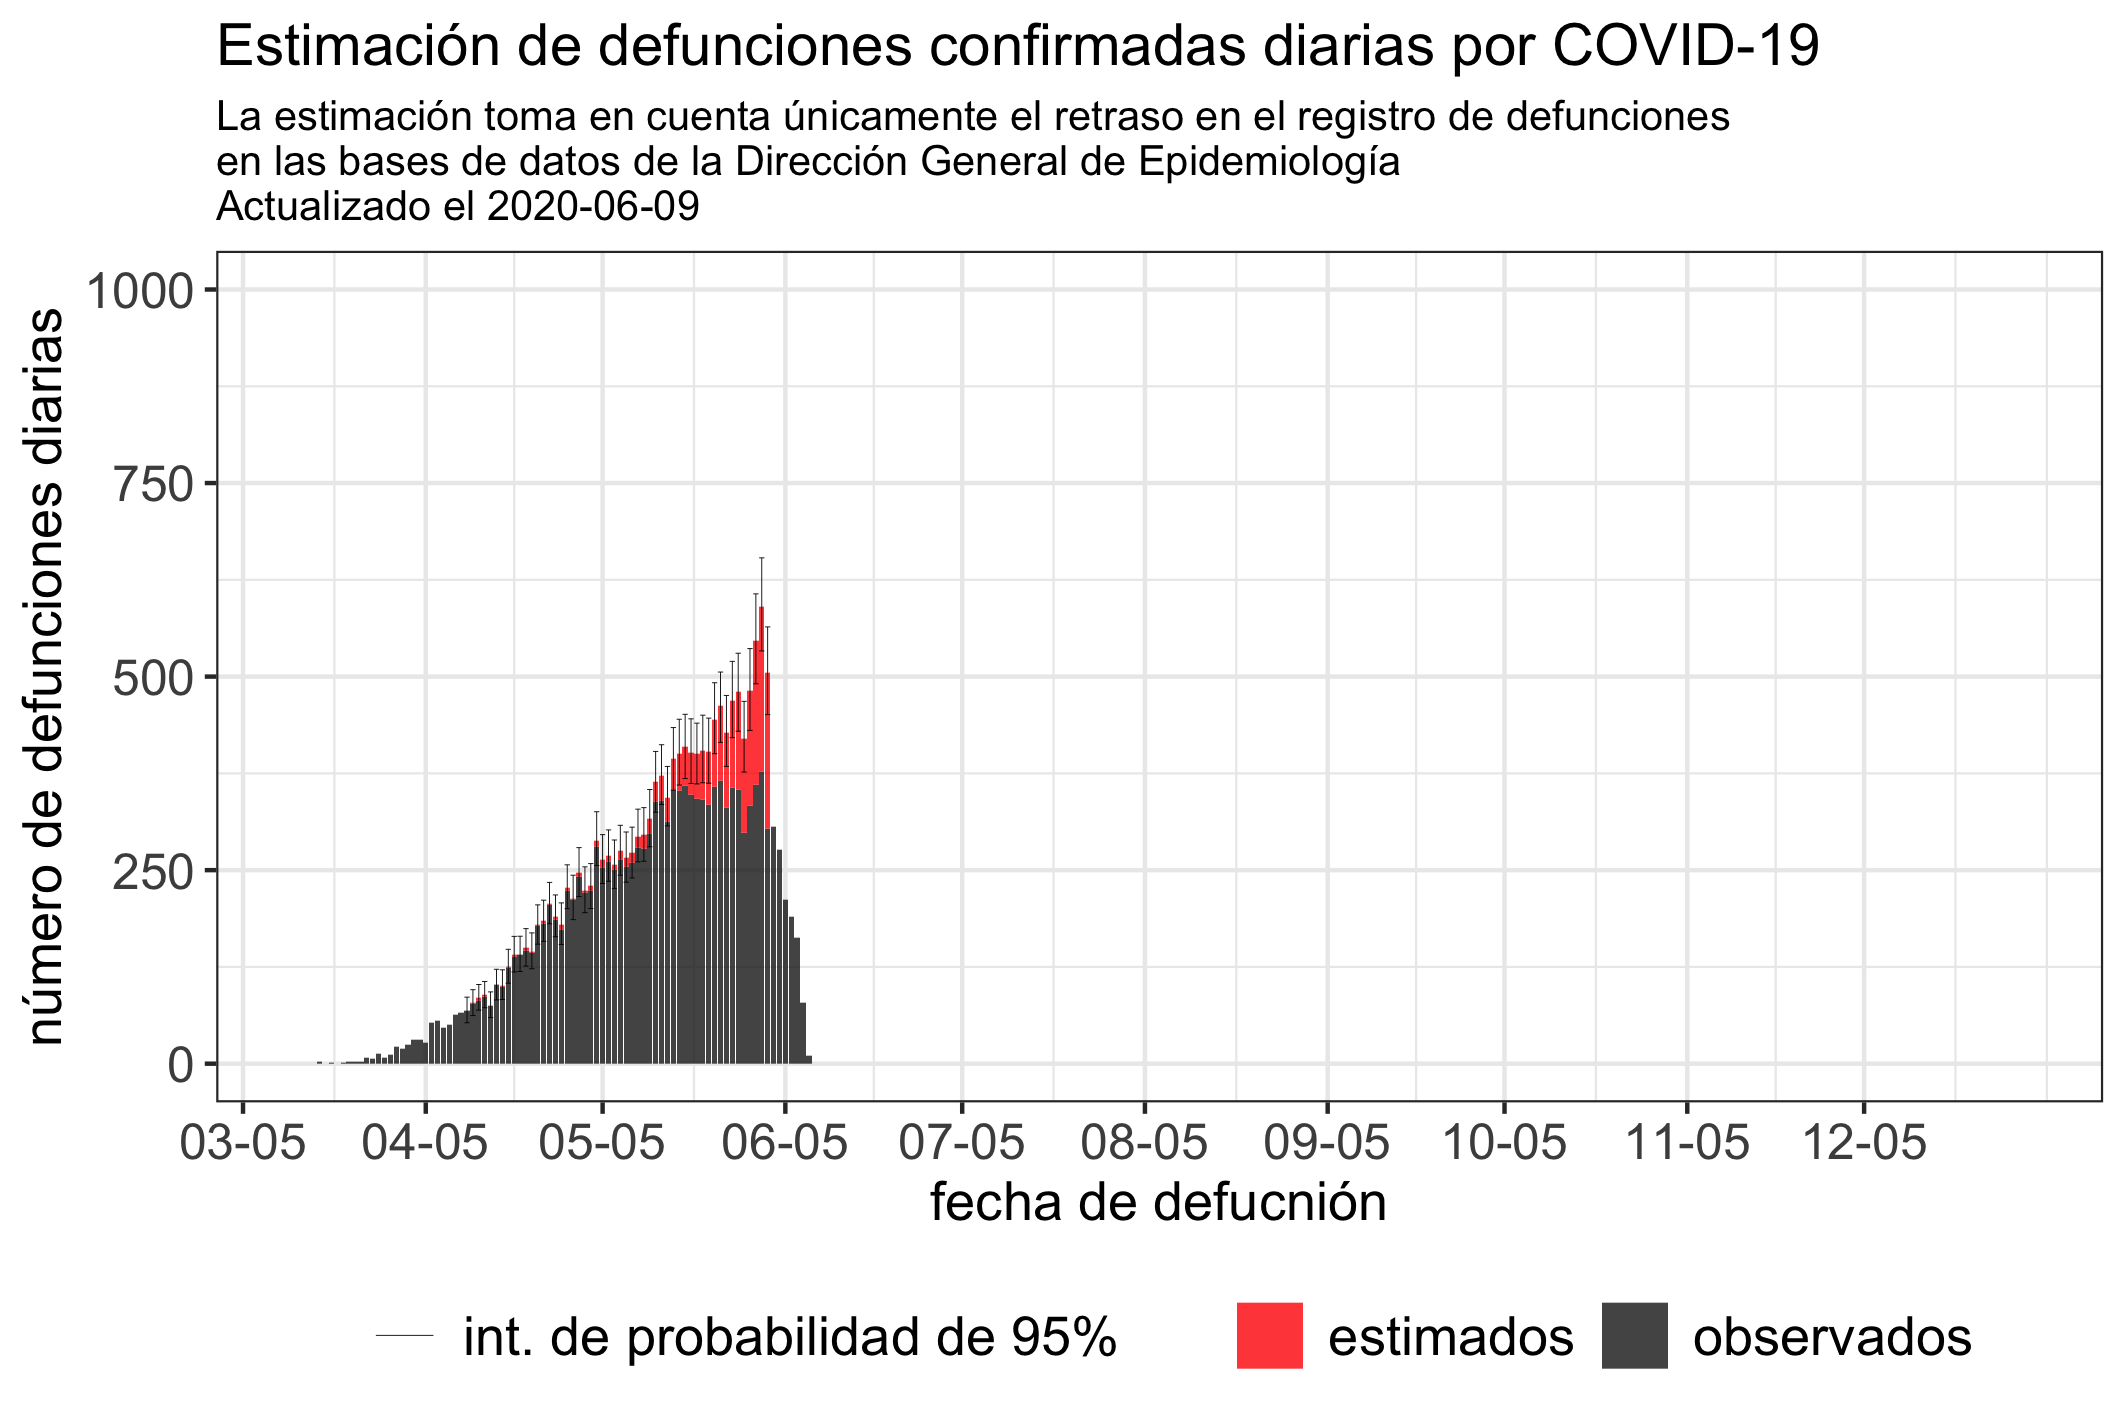 Estimación de defunciones confirmadas diarias por COVID-19
La estimación toma en cuenta únicamente el retraso en el registro de defunciones
en las bases de datos de la Dirección General de Epidemiología
Actualizado el 2020-06-09
número de defunciones diarias
1000
750
500
250
0
03-05 04-05 05-05 06-05 07-05 08-05 09-05 10-05 11-05 12-05
fecha de defucnión
int. de probabilidad de 95% estimados observados